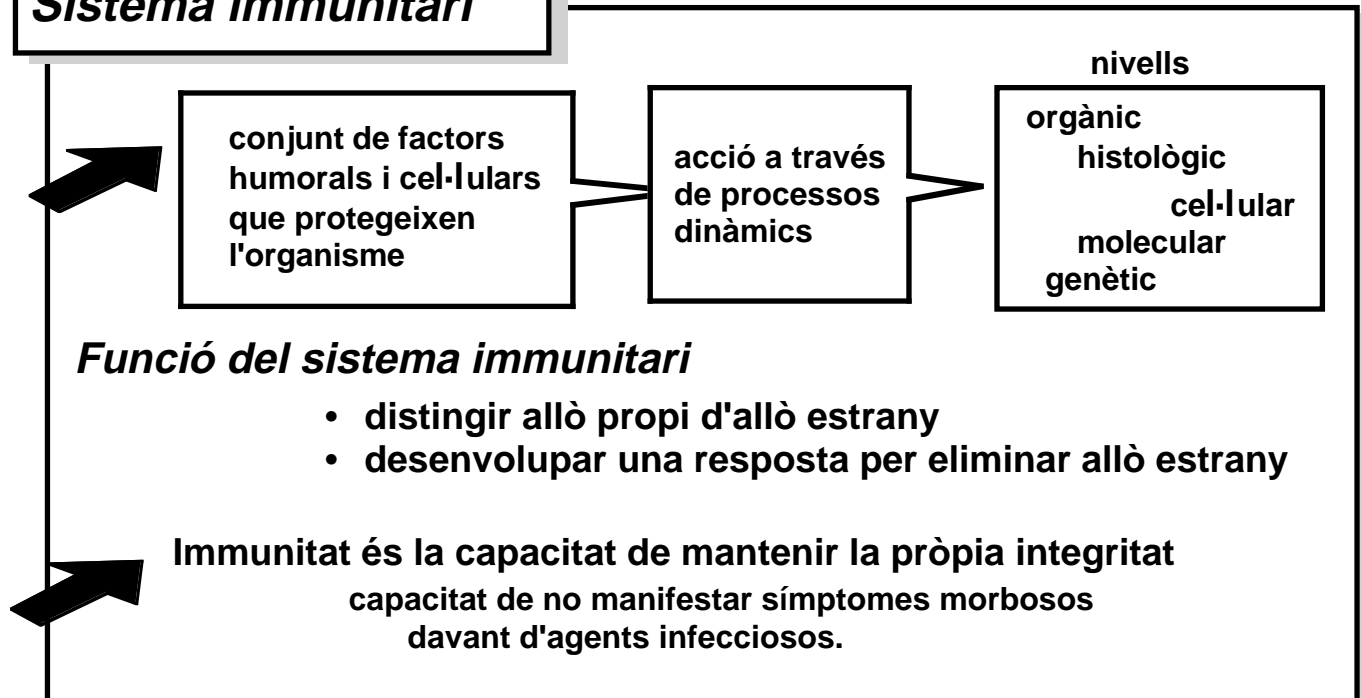 Sistema immunitari
conjunt de factors
humorals i cel·lulars
que protegeixen
l'organisme
acció a través
de processos
dinàmics
nivells
orgànic
histològic
cel·lular
molecular
genètic
Funció del sistema immunitari
• distingir allò propi d'allò estrany
• desenvolupar una resposta per eliminar allò estrany
Immunitat és la capacitat de mantenir la pròpia integritat
capacitat de no manifestar símptomes morbosos
davant d'agents infecciosos.